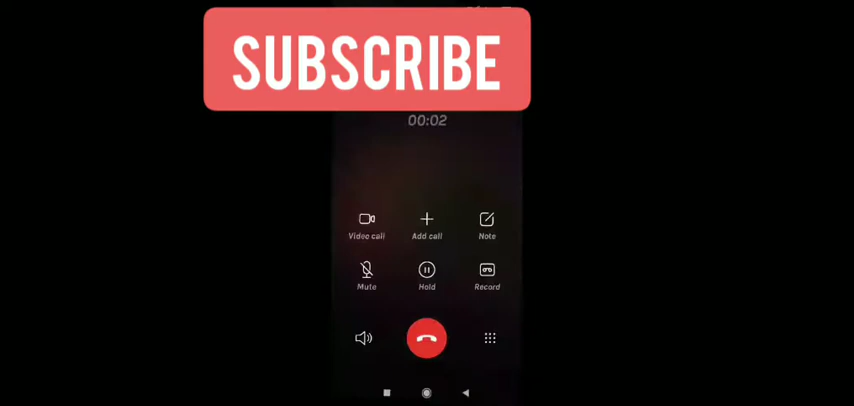 SUBSCRIBE
00:02
Video call
Add call
Note
Mute
Hold
Record